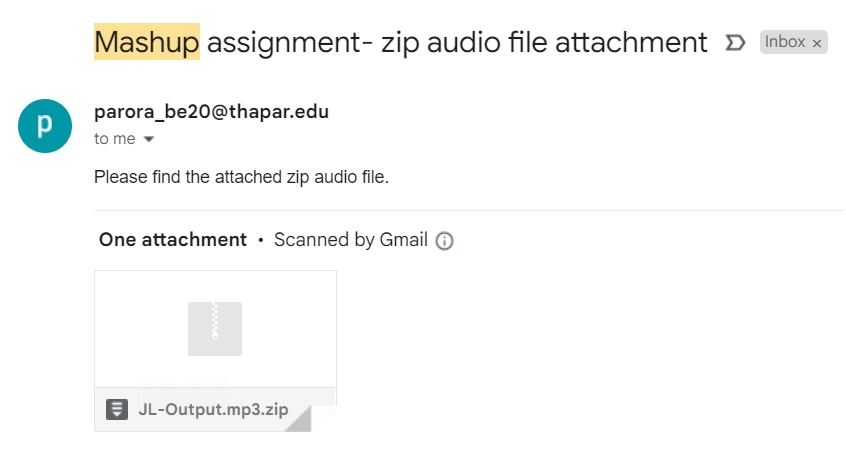 Mashup assignment- zip audio file attachment Inbox ×
p
parora_be20@thapar.edu
to me
Please find the attached zip audio file.
One attachment • Scanned by Gmail
JL-Output.mp3.zip